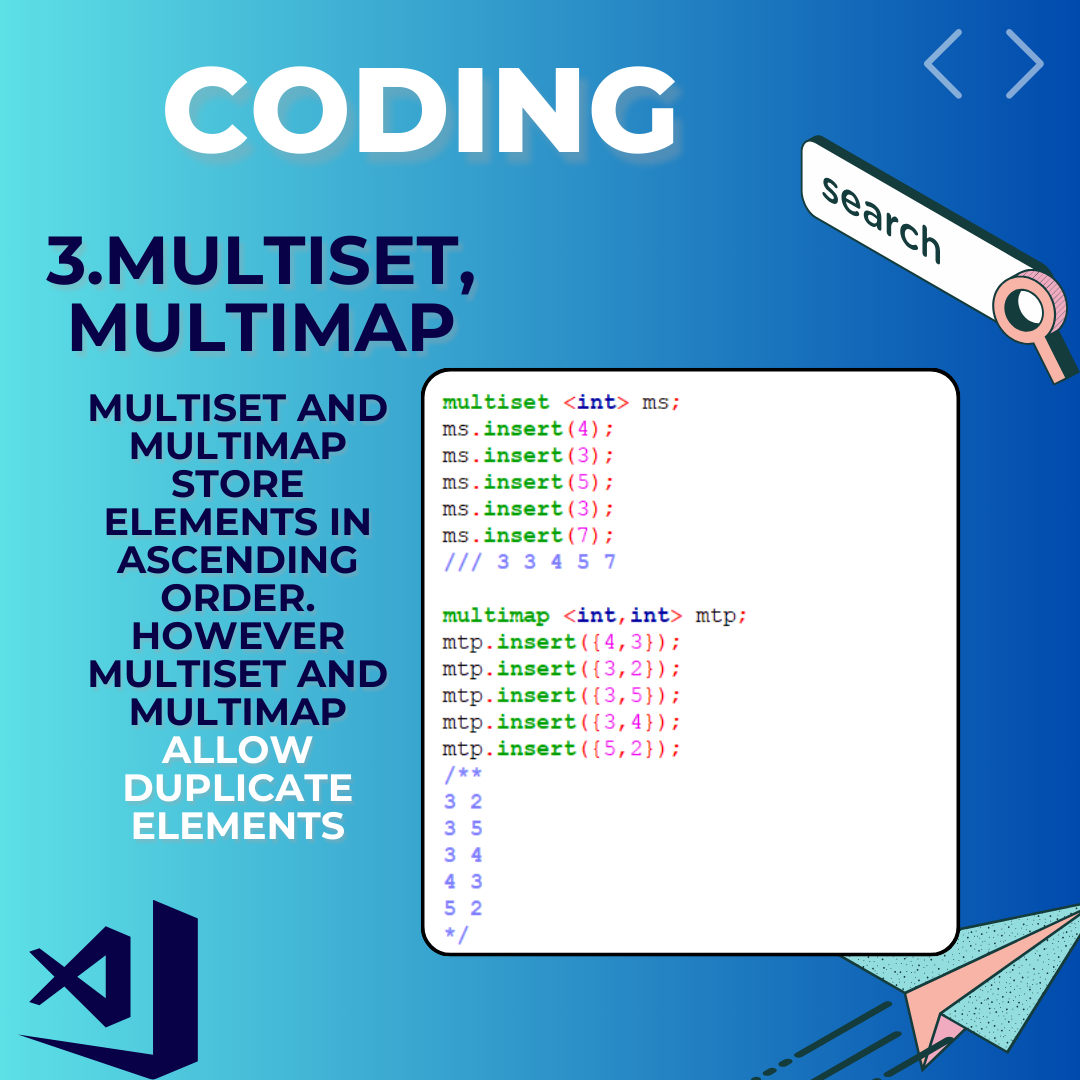 CODING
search
3.MULTISET,
MULTIMAP
MULTISET AND
MULTIMAP
STORE
ELEMENTS IN
ASCENDING
ORDER.
HOWEVER
MULTISET AND
MULTIMAP
ALLOW
DUPLICATE
ELEMENTS
multiset <int> ms;
ms.insert(4);
ms.insert(3);
ms.insert(5);
ms.insert(3);
ms.insert(7);
/// 3 3 4 5 7
multimap <int,int> mtp;
mtp.insert({4,3});
mtp.insert({3,2});
mtp.insert({3,5});
mtp.insert({3,4});
mtp.insert({5,2});
/**
3 2
3 5
3 4
4 3
5 2
*/